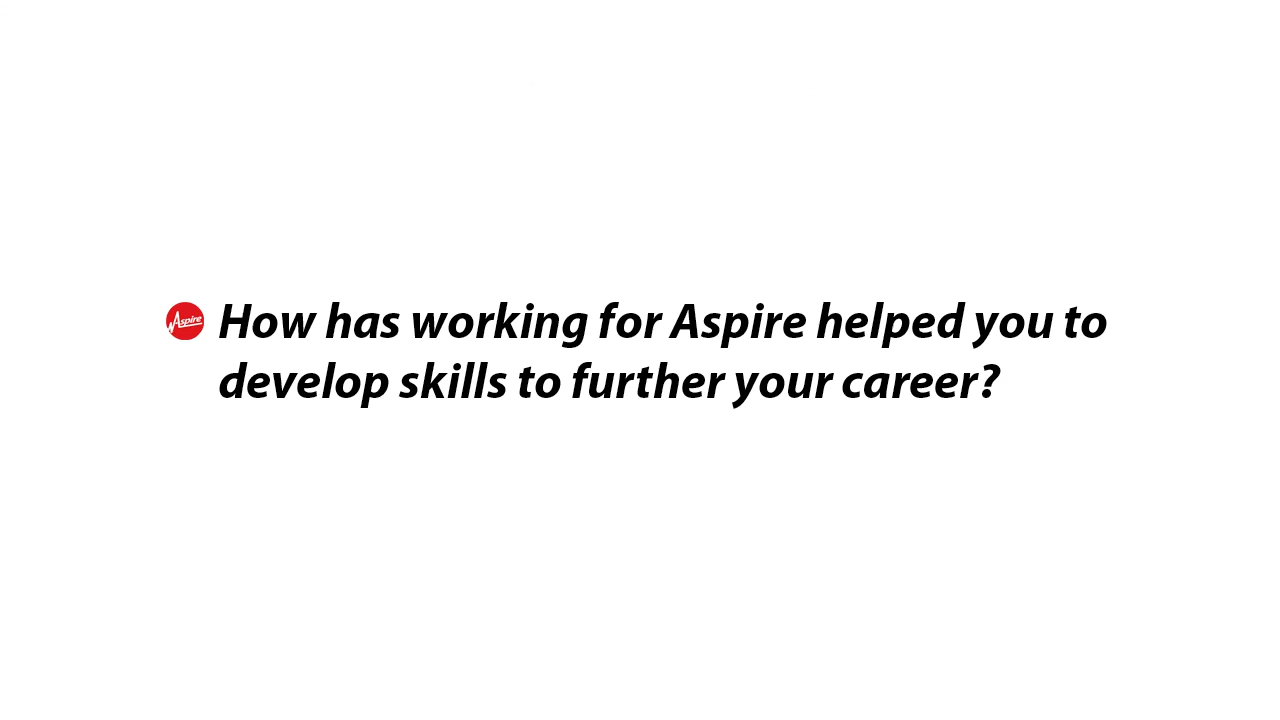 Aspire
How has working for Aspire helped you to
develop skills to further your career?